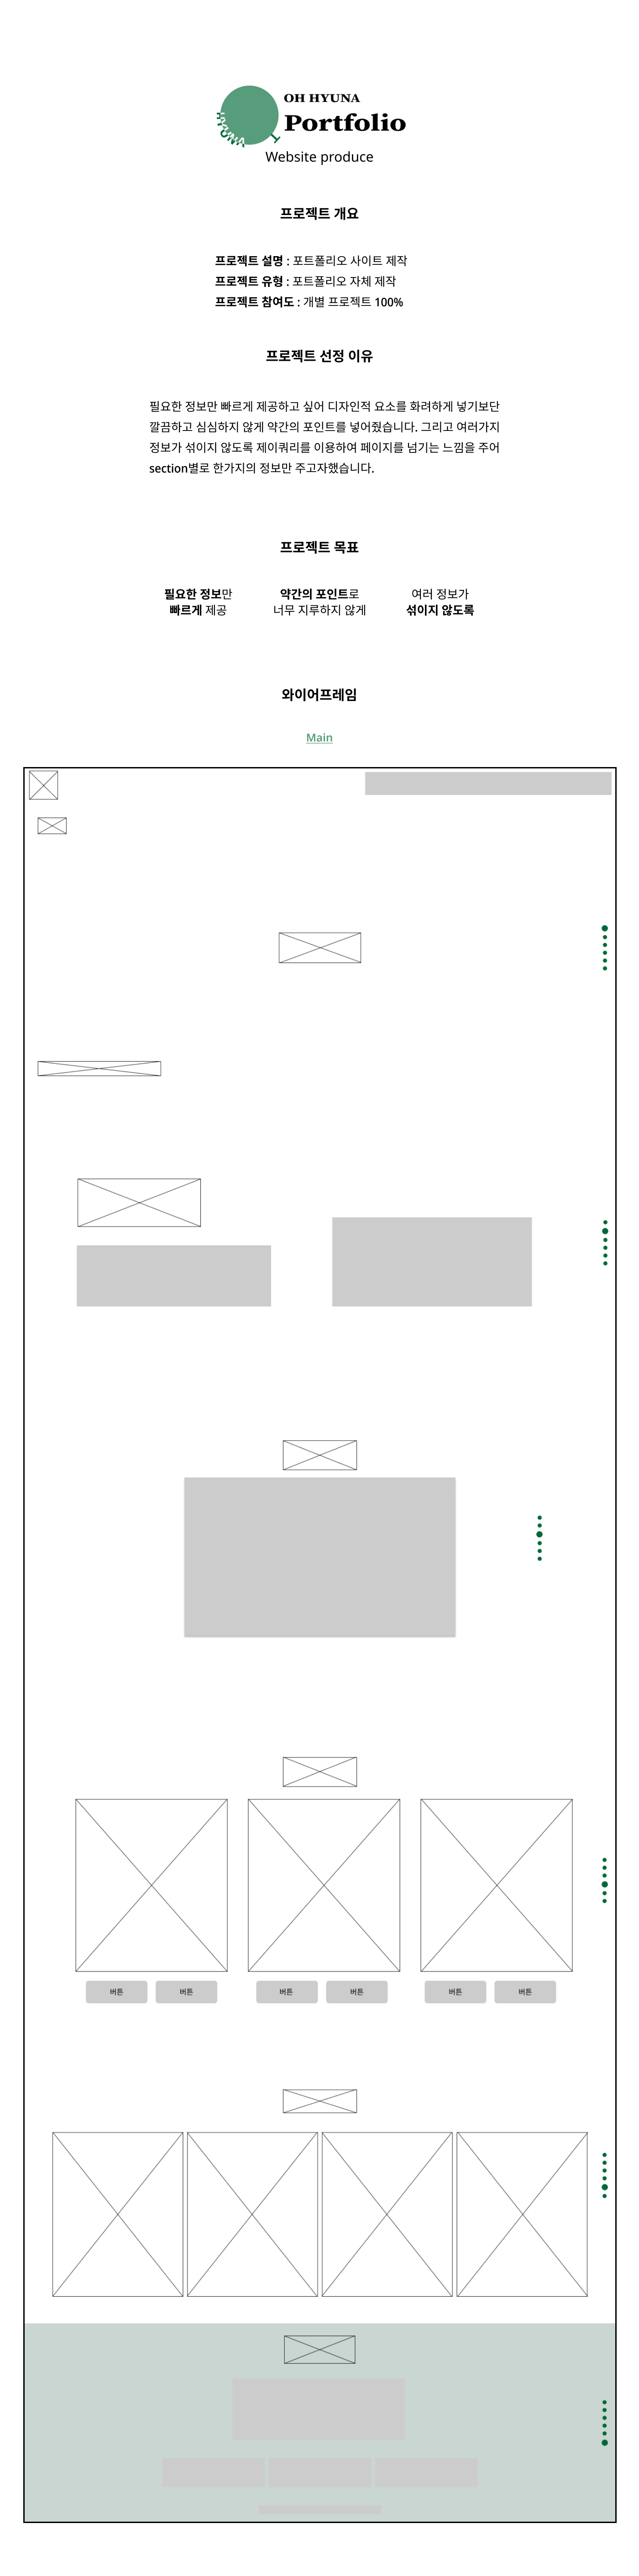 OH HYUNA
Portfolio
Website produce
프로젝트 개요
프로젝트 설명 : 포트폴리오 사이트 제작
프로젝트 유형 : 포트폴리오 자체 제작
프로젝트 참여도 : 개별 프로젝트 100%
프로젝트 선정 이유
필요한 정보만 빠르게 제공하고 싶어 디자인적 요소를 화려하게 넣기보단
깔끔하고 심심하지 않게 약간의 포인트를 넣어줬습니다. 그리고 여러가지
정보가 섞이지 않도록 제이쿼리를 이용하여 페이지를 넘기는 느낌을 주어
section별로 한가지의 정보만 주고자했습니다.
프로젝트 목표
필요한 정보만
빠르게 제공
약간의 포인트로
너무 지루하지 않게
여러 정보가
섞이지 않도록
와이어프레임
Main
버튼 버튼 버튼 버튼 버튼 버튼